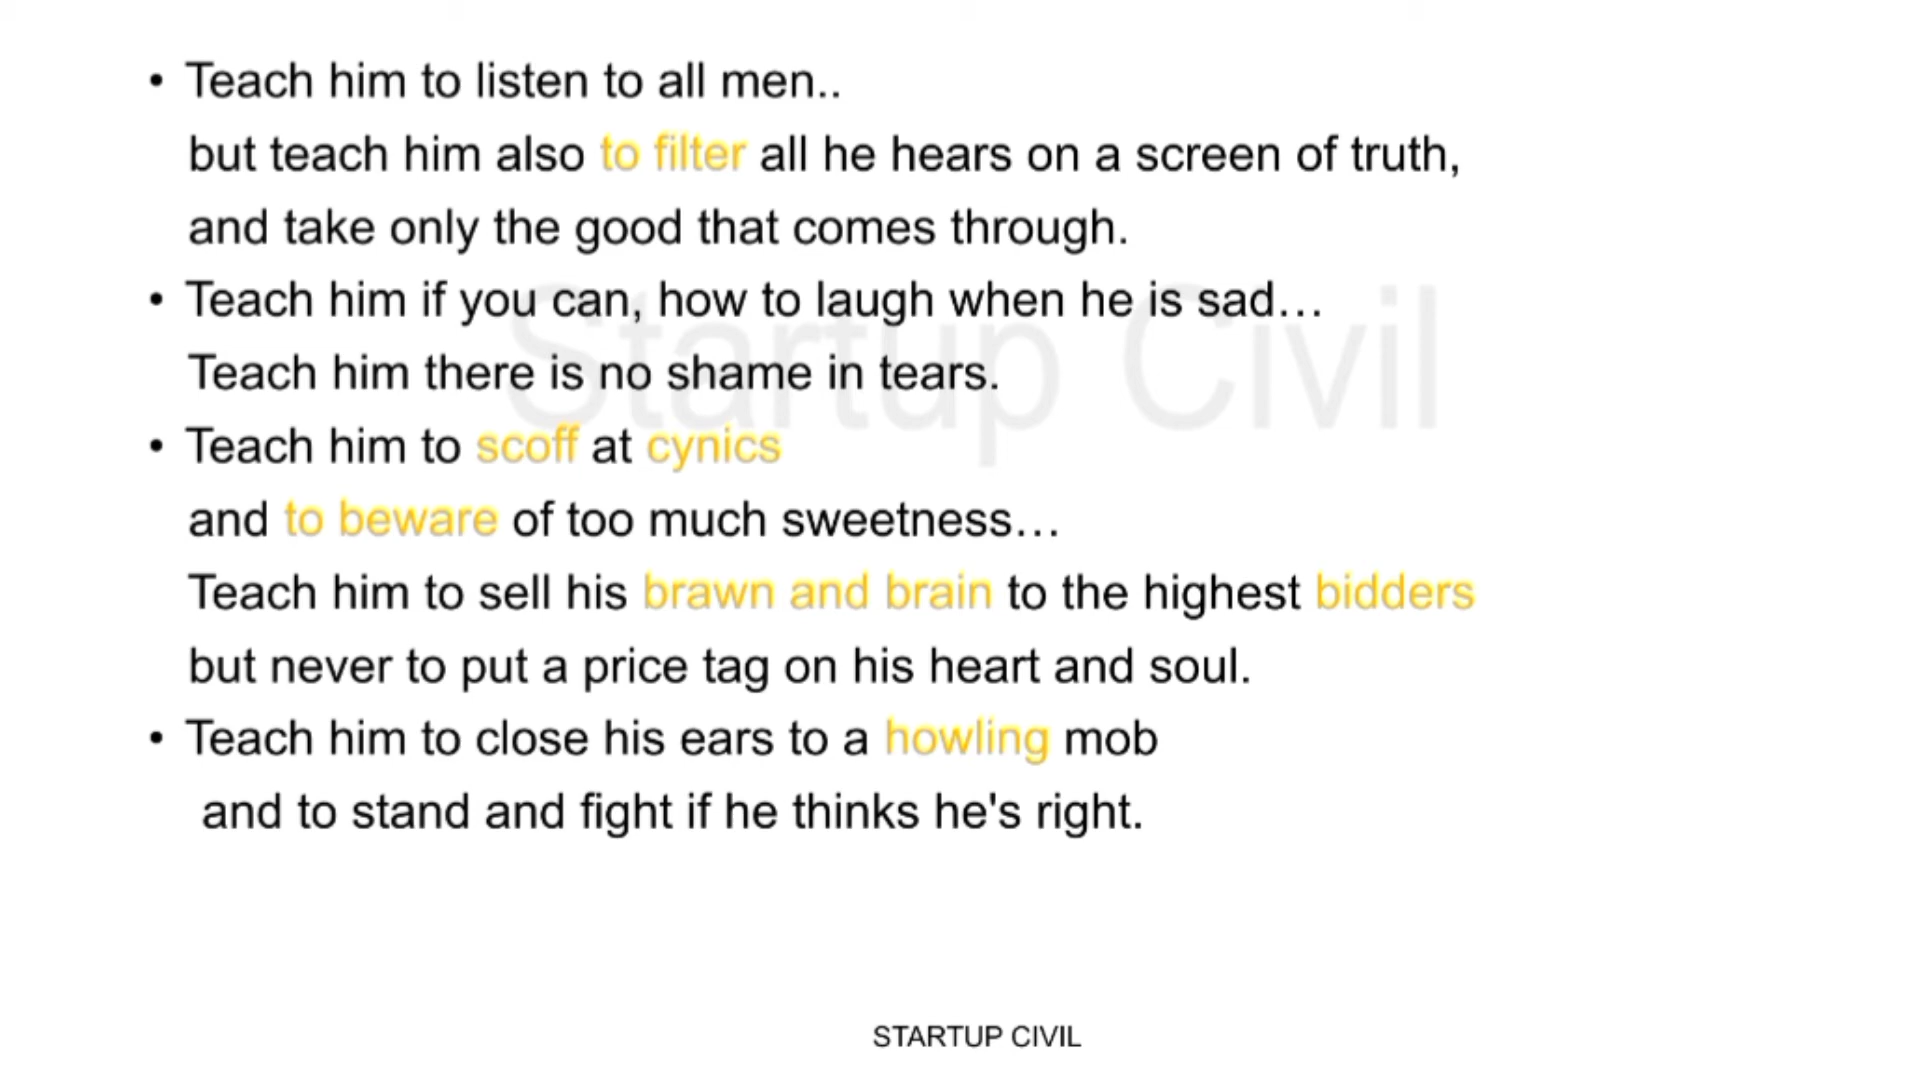 • Teach him to listen to all men..
but teach him also to filter all he hears on a screen of truth,
and take only the good that comes through.
• Teach him if you can, how to laugh when he is sad…
Teach him there is no shame in tears.
• Teach him to scoff at cynics
and to beware of too much sweetness…
Teach him to sell his brawn and brain to the highest bidders
but never to put a price tag on his heart and soul.
• Teach him to close his ears to a howling mob
and to stand and fight if he thinks he's right.
Startup Civil
STARTUP CIVIL